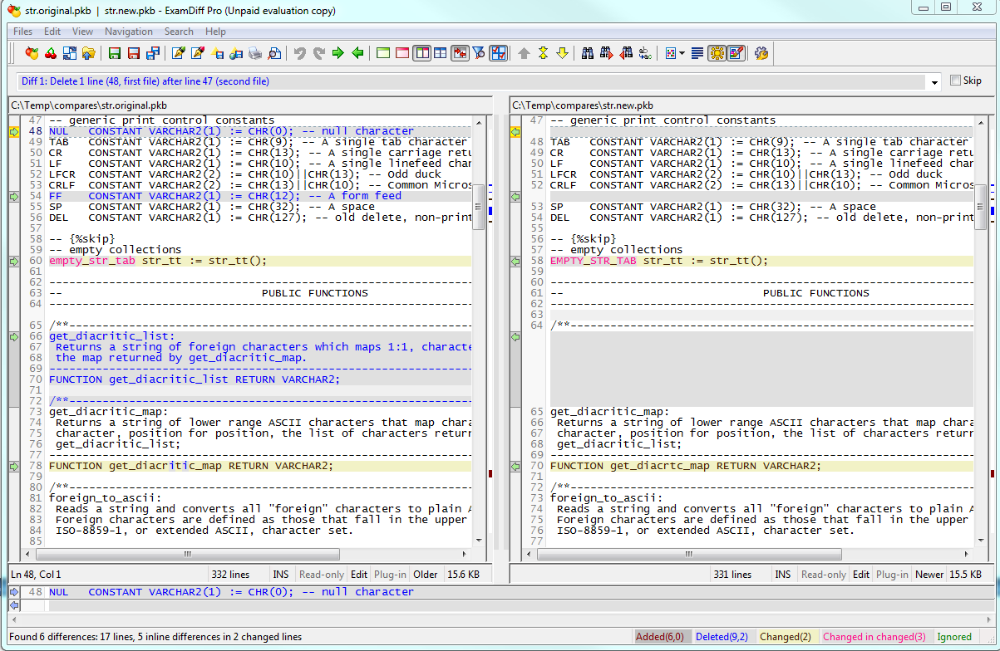 str.original.pkb | str.new.pkb - ExamDiff Pro (Unpaid evaluation copy)
Files Edit View Navigation Search Help
Diff 1: Delete 1 line (48, first file) after line 47 (second file)
Skip
C:\Temp\compares\str.original.pkb
47 -- generic print control constants
48 NUL CONSTANT VARCHAR2(1) := CHR(0); -- null character
49 TAB CONSTANT VARCHAR2(1) := CHR(9); -- A single tab character
50 CR CONSTANT VARCHAR2(1) := CHR(13); -- A single carriage retu
51 LF CONSTANT VARCHAR2(1) := CHR(10); -- A single linefeed char
52 LFCR CONSTANT VARCHAR2(2) := CHR(10)||CHR(13); -- odd duck
53 CRLF CONSTANT VARCHAR2(2) := CHR(13)||CHR(10); -- Common Micros
54 FF CONSTANT VARCHAR2(1) := CHR(12); -- A form feed
55 SP CONSTANT VARCHAR2(1) := CHR(32); -- A space
56 DEL CONSTANT VARCHAR2(1) := CHR(127); -- old delete, non-print
57
58 -- {%skip}
59 -- empty collections
60 empty_str_tab str_tt := str_tt();
61
62 --------------------------------------------------------------
63 -- PUBLIC FUNCTIONS
64 --------------------------------------------------------------
65 /**-----------------------------------------------------------
66 get_diacritic_list:
67 Returns a string of foreign characters which maps 1:1, characte
68 the map returned by get_diacritic_map.
69 --------------------------------------------------------------
70 FUNCTION get_diacritic_list RETURN VARCHAR2;
71
72 /**-----------------------------------------------------------
73 get_diacritic_map:
74 Returns a string of lower range ASCII characters that map chara
75 character, position for position, the list of characters returr
76 get_diacritic_list;
77 --------------------------------------------------------------
78 FUNCTION get_diacritic_map RETURN VARCHAR2;
79
80 /**-----------------------------------------------------------
81 foreign_to_ascii:
82 Reads a string and converts all "foreign" characters to plain A
83 Foreign characters are defined as those that fall in the upper
84 ISO-8859-1, or extended ASCII, character set.
85
Ln 48, Col 1 332 lines INS Read-only Edit Plug-in Older 15.6 KB
C:\Temp\compares\str.new.pkb
47 -- generic print control constants
48 TAB CONSTANT VARCHAR2(1) := CHR(9); -- A single tab character
49 CR CONSTANT VARCHAR2(1) := CHR(13); -- A single carriage retu
50 LF CONSTANT VARCHAR2(1) := CHR(10); -- A single linefeed char
51 LFCR CONSTANT VARCHAR2(2) := CHR(10)||CHR(13); -- odd duck
52 CRLF CONSTANT VARCHAR2(2) := CHR(13)||CHR(10); -- Common Micros
53 SP CONSTANT VARCHAR2(1) := CHR(32); -- A space
54 DEL CONSTANT VARCHAR2(1) := CHR(127); -- old delete, non-print
55
56 -- {%skip}
57 -- empty collections
58 EMPTY_STR_TAB str_tt := str_tt();
59
60 --------------------------------------------------------------
61 -- PUBLIC FUNCTIONS
62 --------------------------------------------------------------
63
64 /**-----------------------------------------------------------
65 get_diacritic_map:
66 Returns a string of lower range ASCII characters that map chara
67 character, position for position, the list of characters returr
68 get_diacritic_list;
69 --------------------------------------------------------------
70 FUNCTION get_diacrtc_map RETURN VARCHAR2;
71
72 /**-----------------------------------------------------------
73 foreign_to_ascii:
74 Reads a string and converts all "foreign" characters to plain A
75 Foreign characters are defined as those that fall in the upper
76 ISO-8859-1, or extended ASCII, character set.
77
331 lines INS Read-only Edit Plug-in Newer 15.5 KB
48 NUL CONSTANT VARCHAR2(1) := CHR(0); -- null character
Found 6 differences: 17 lines, 5 inline differences in 2 changed lines Added(6,0) Deleted(9,2) Changed(2) Changed in changed(3) Ignored